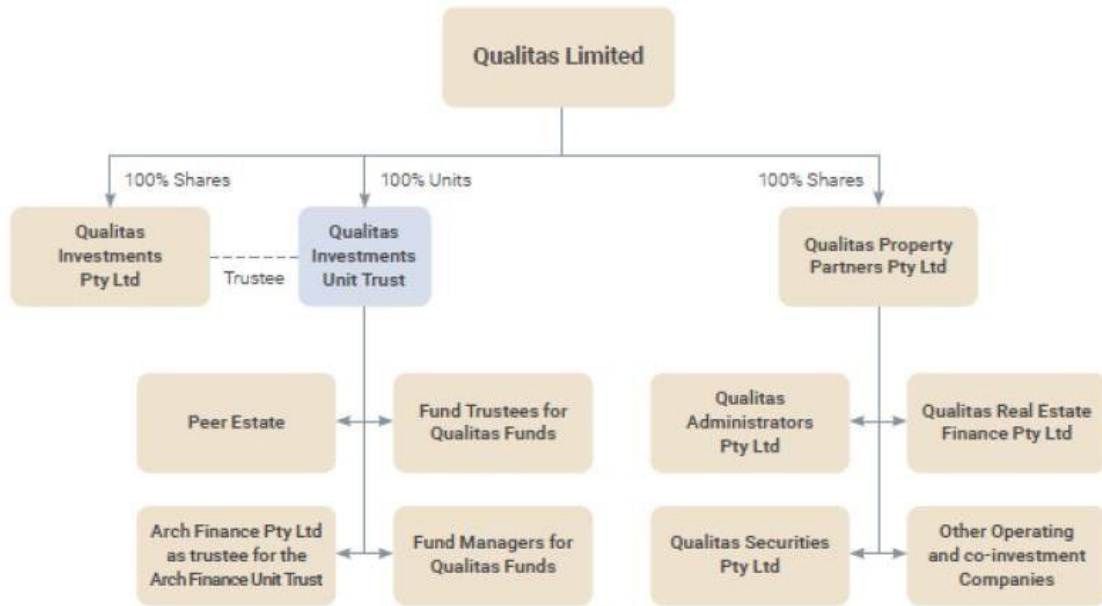 Qualitas Limited
100% Shares
100% Units
100% Shares
Qualitas
Investments
Pty Ltd
Trustee
Qualitas
Investments
Unit Trust
Qualitas Property
Partners Pty Ltd
Peer Estate
Fund Trustees for
Qualitas Funds
Qualitas
Administrators
Pty Ltd
Qualitas Real Estate
Finance Pty Ltd
Arch Finance Pty Ltd
as trustee for the
Arch Finance Unit Trust
Fund Managers for
Qualitas Funds
Qualitas Securities
Pty Ltd
Other Operating
and co-investment
Companies